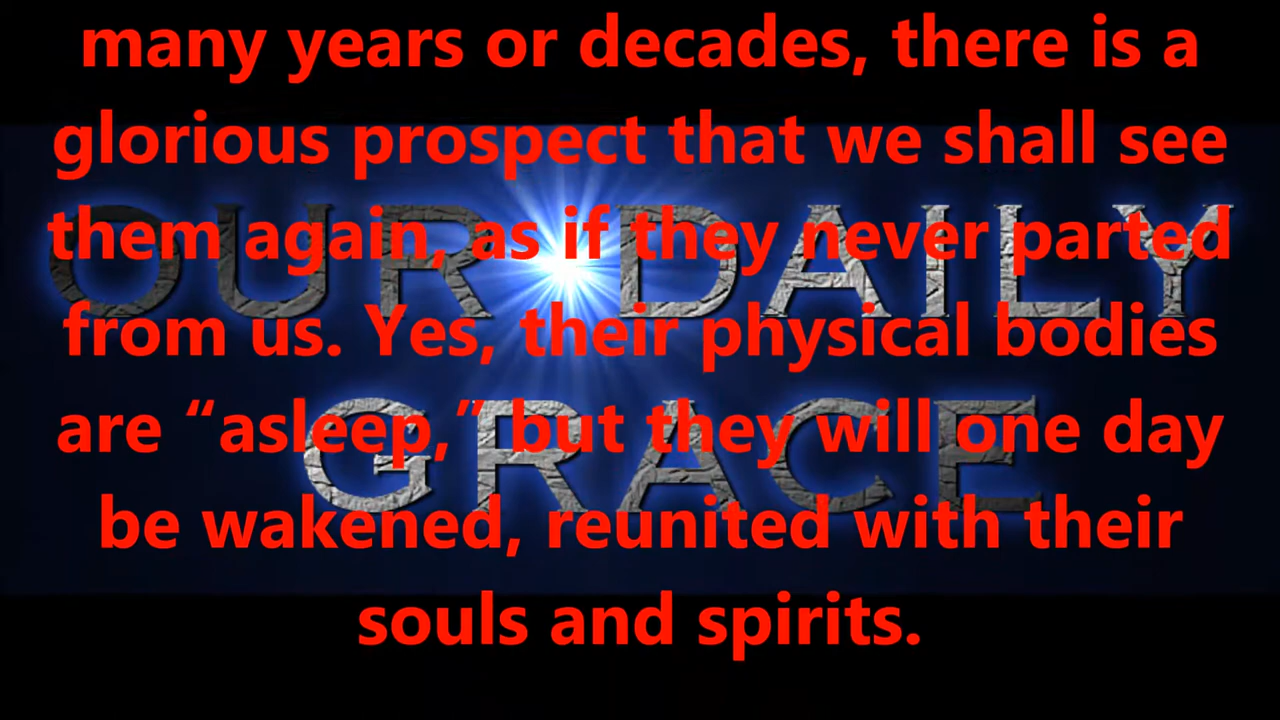 many years or decades, there is a
glorious prospect that we shall see
them again, as if they never parted
from us. Yes, their physical bodies
are “asleep,” but they will one day
be wakened, reunited with their
souls and spirits.
OUR DAILY
GRACE